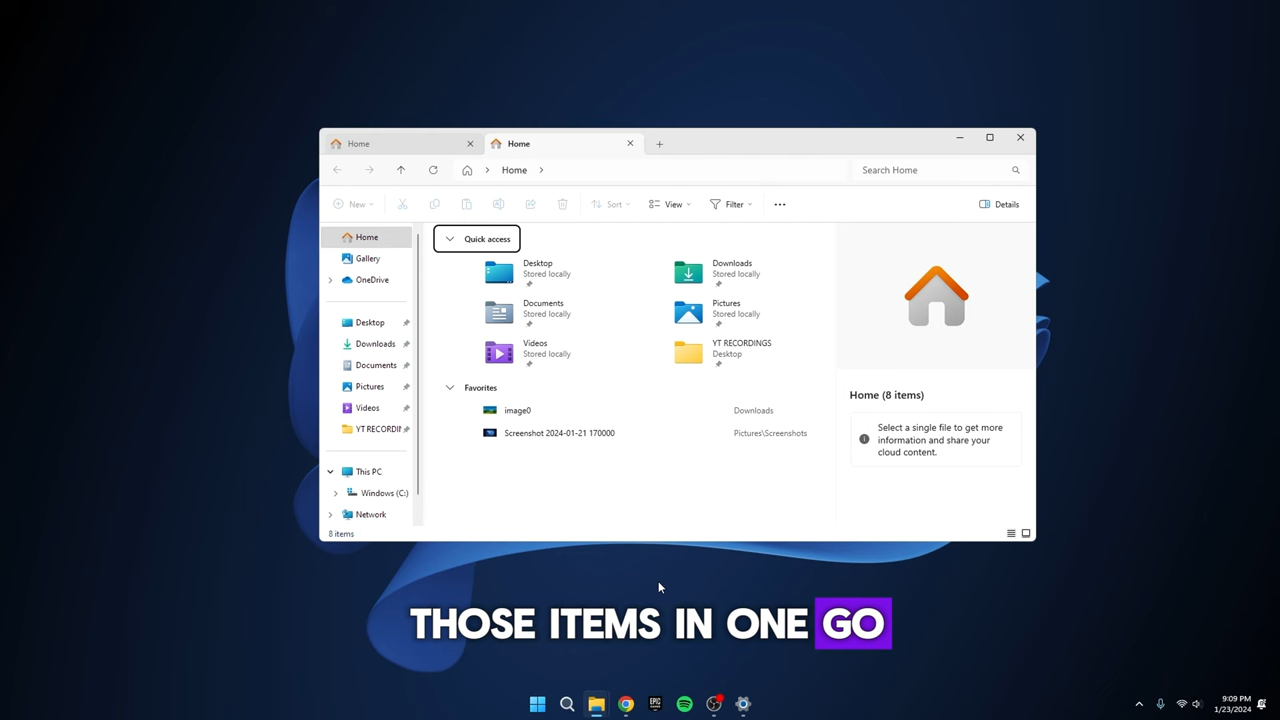 Home
Home
Home
Search Home
New
Sort
View
Filter
Details
Home
Gallery
OneDrive
Desktop
Downloads
Documents
Pictures
Videos
YT RECORDIN
This PC
Windows (C:)
Network
Quick access
Desktop
Stored locally
Downloads
Stored locally
Documents
Stored locally
Pictures
Stored locally
Videos
Stored locally
YT RECORDINGS
Desktop
Favorites
image0 Downloads
Screenshot 2024-01-21 170000 Pictures\Screenshots
Home (8 items)
Select a single file to get more
information and share your
cloud content.
8 items
THOSE ITEMS IN ONE GO
EPIC
GAMES
9:09 PM
1/23/2024